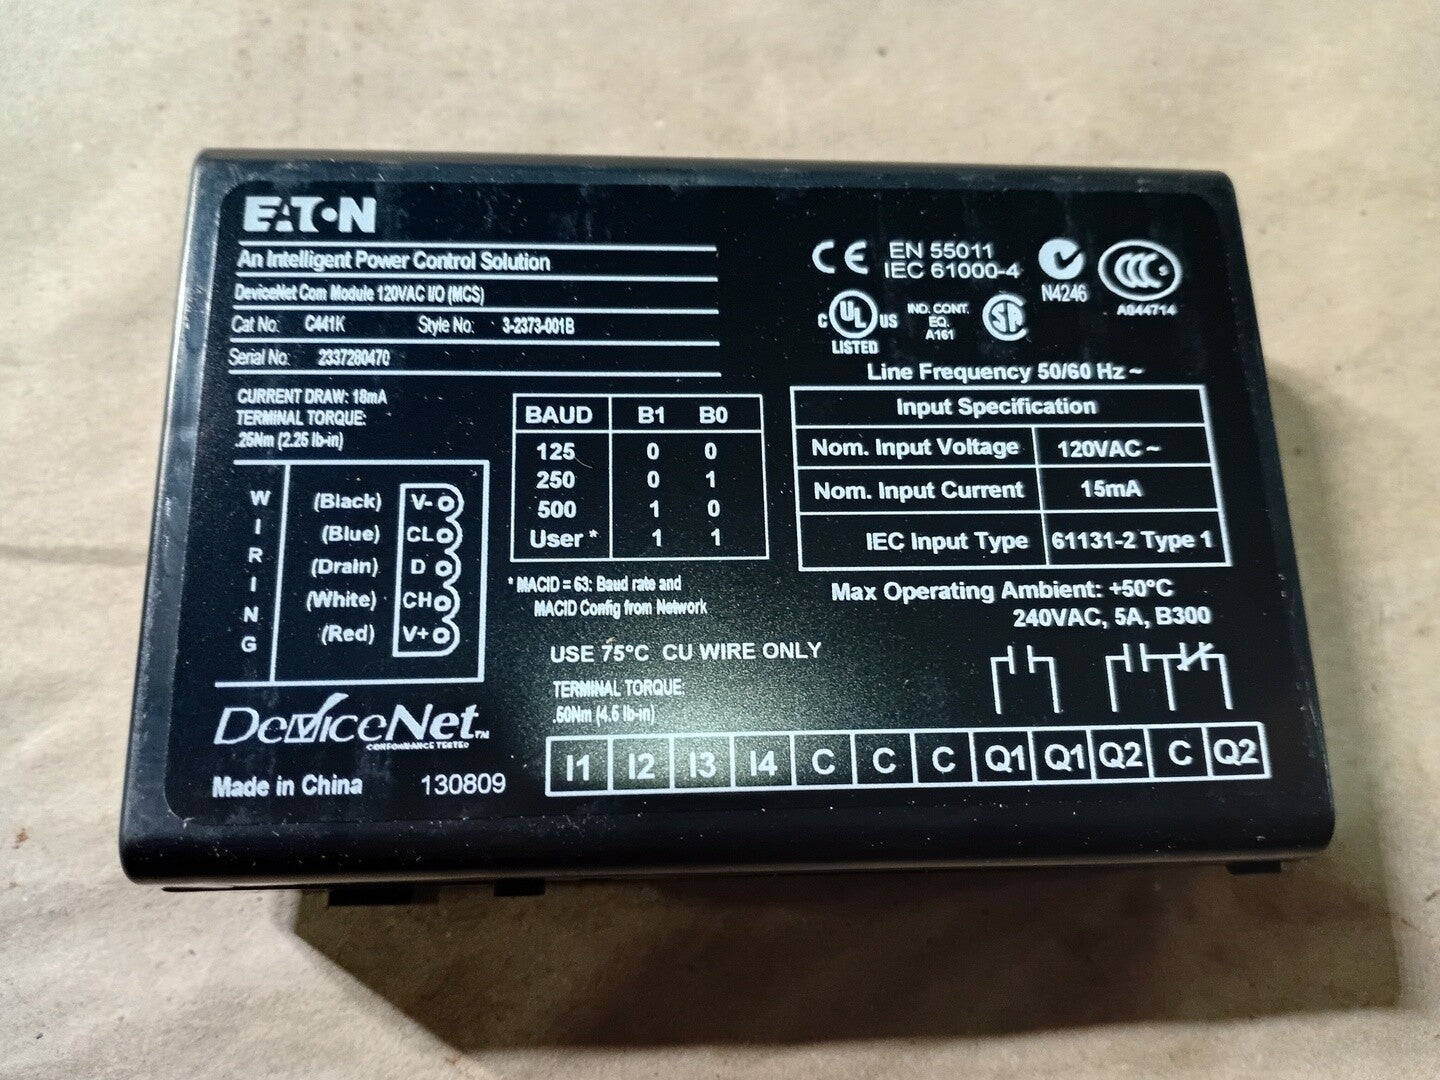 EATON
An Intelligent Power Control Solution
DeviceNet Com Module 120VAC I/O (MCS)
Cat No: C441K Style No: 3-2373-001B
Serial No: 2337280470
CURRENT DRAW: 18mA
TERMINAL TORQUE:
.25Nm (2.25 lb-in)
WIRING
(Black) V-
(Blue) CL
(Drain) D
(White) CH
(Red) V+
DeviceNet TM
CONFORMANCE TESTED
Made in China 130809
BAUD B1 B0
125 0 0
250 0 1
500 1 0
User * 1 1
* MACID = 63: Baud rate and
MACID Config from Network
USE 75°C CU WIRE ONLY
TERMINAL TORQUE:
.50Nm (4.5 lb-in)
CE EN 55011
IEC 61000-4
N4246
CCC
A044714
C UL US
LISTED
IND. CONT.
EQ.
A161
SA
Line Frequency 50/60 Hz ~
Input Specification
Nom. Input Voltage 120VAC ~
Nom. Input Current 15mA
IEC Input Type 61131-2 Type 1
Max Operating Ambient: +50°C
240VAC, 5A, B300
I1 I2 I3 I4 C C C Q1 Q1 Q2 C Q2